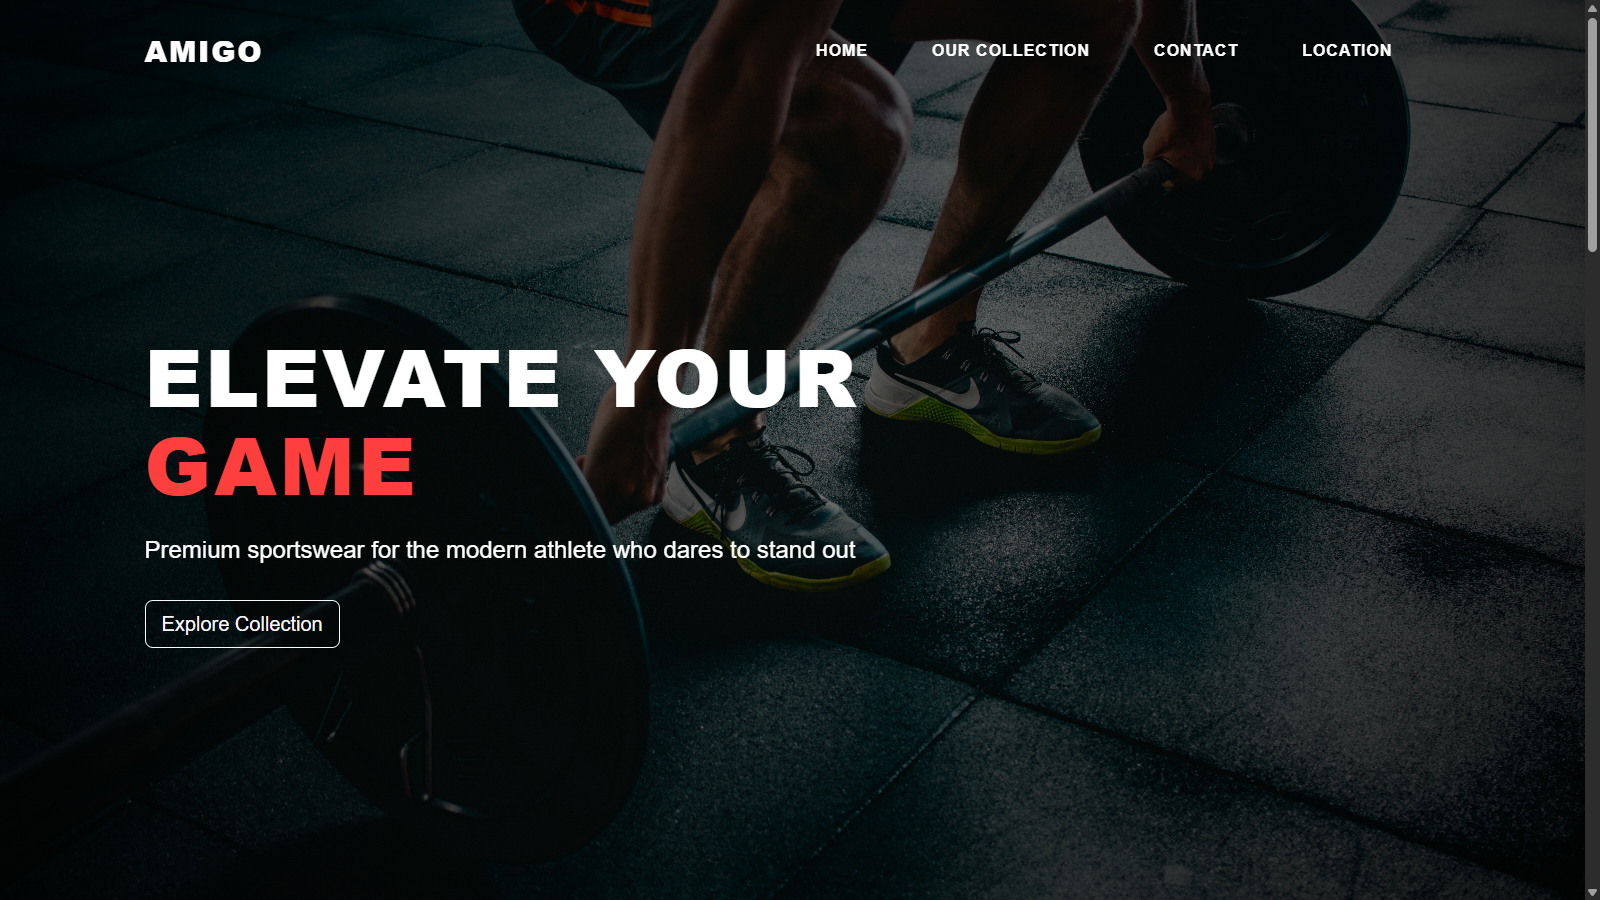 AMIGO
HOME OUR COLLECTION CONTACT LOCATION
ELEVATE YOUR
GAME
Premium sportswear for the modern athlete who dares to stand out
Explore Collection